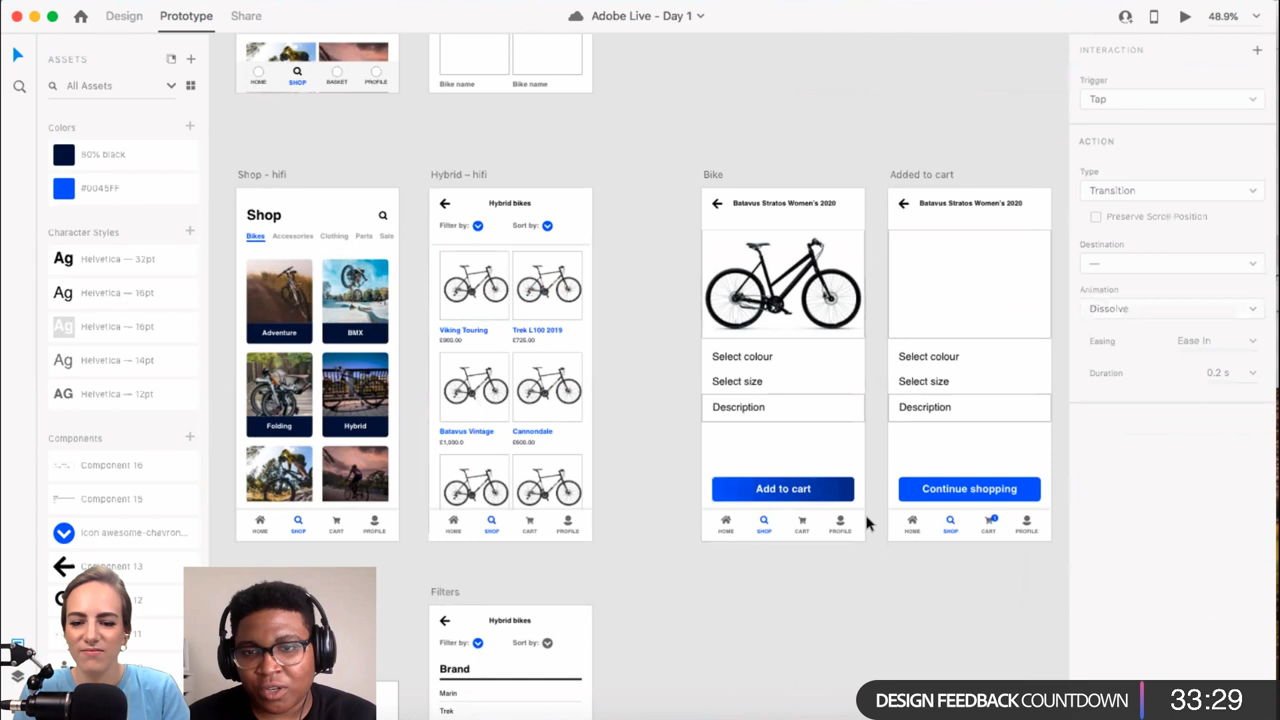 Design Prototype Share
Adobe Live - Day 1
48.9%
ASSETS
All Assets
Colors
80% black
#0045FF
Character Styles
Ag Helvetica — 32pt
Ag Helvetica — 16pt
Ag Helvetica — 16pt
Ag Helvetica — 14pt
AG Helvetica — 12pt
Components
Component 16
Component 15
Icon awesome-chevron...
Component 13
12
11
HOME SHOP BASKET PROFILE
Bike name Bike name
Shop - hifi
Shop
Bikes Accessories Clothing Parts Sale
Adventure BMX
Folding Hybrid
HOME SHOP CART PROFILE
Hybrid – hifi
Hybrid bikes
Filter by: Sort by:
Viking Touring Trek L100 2019
£900.00 £725.00
Batavus Vintage Cannondale
£1,090.0 £600.00
HOME SHOP CART PROFILE
Bike
Batavus Stratos Women's 2020
Select colour
Select size
Description
Add to cart
HOME SHOP CART PROFILE
Added to cart
Batavus Stratos Women's 2020
Select colour
Select size
Description
Continue shopping
HOME SHOP CART PROFILE
Filters
Hybrid bikes
Filter by: Sort by:
Brand
Marin
Trek
INTERACTION
Trigger
Tap
ACTION
Type
Transition
Preserve Scroll Position
Destination
—
Animation
Dissolve
Easing Ease In
Duration 0.2 s
DESIGN FEEDBACK COUNTDOWN 33:29